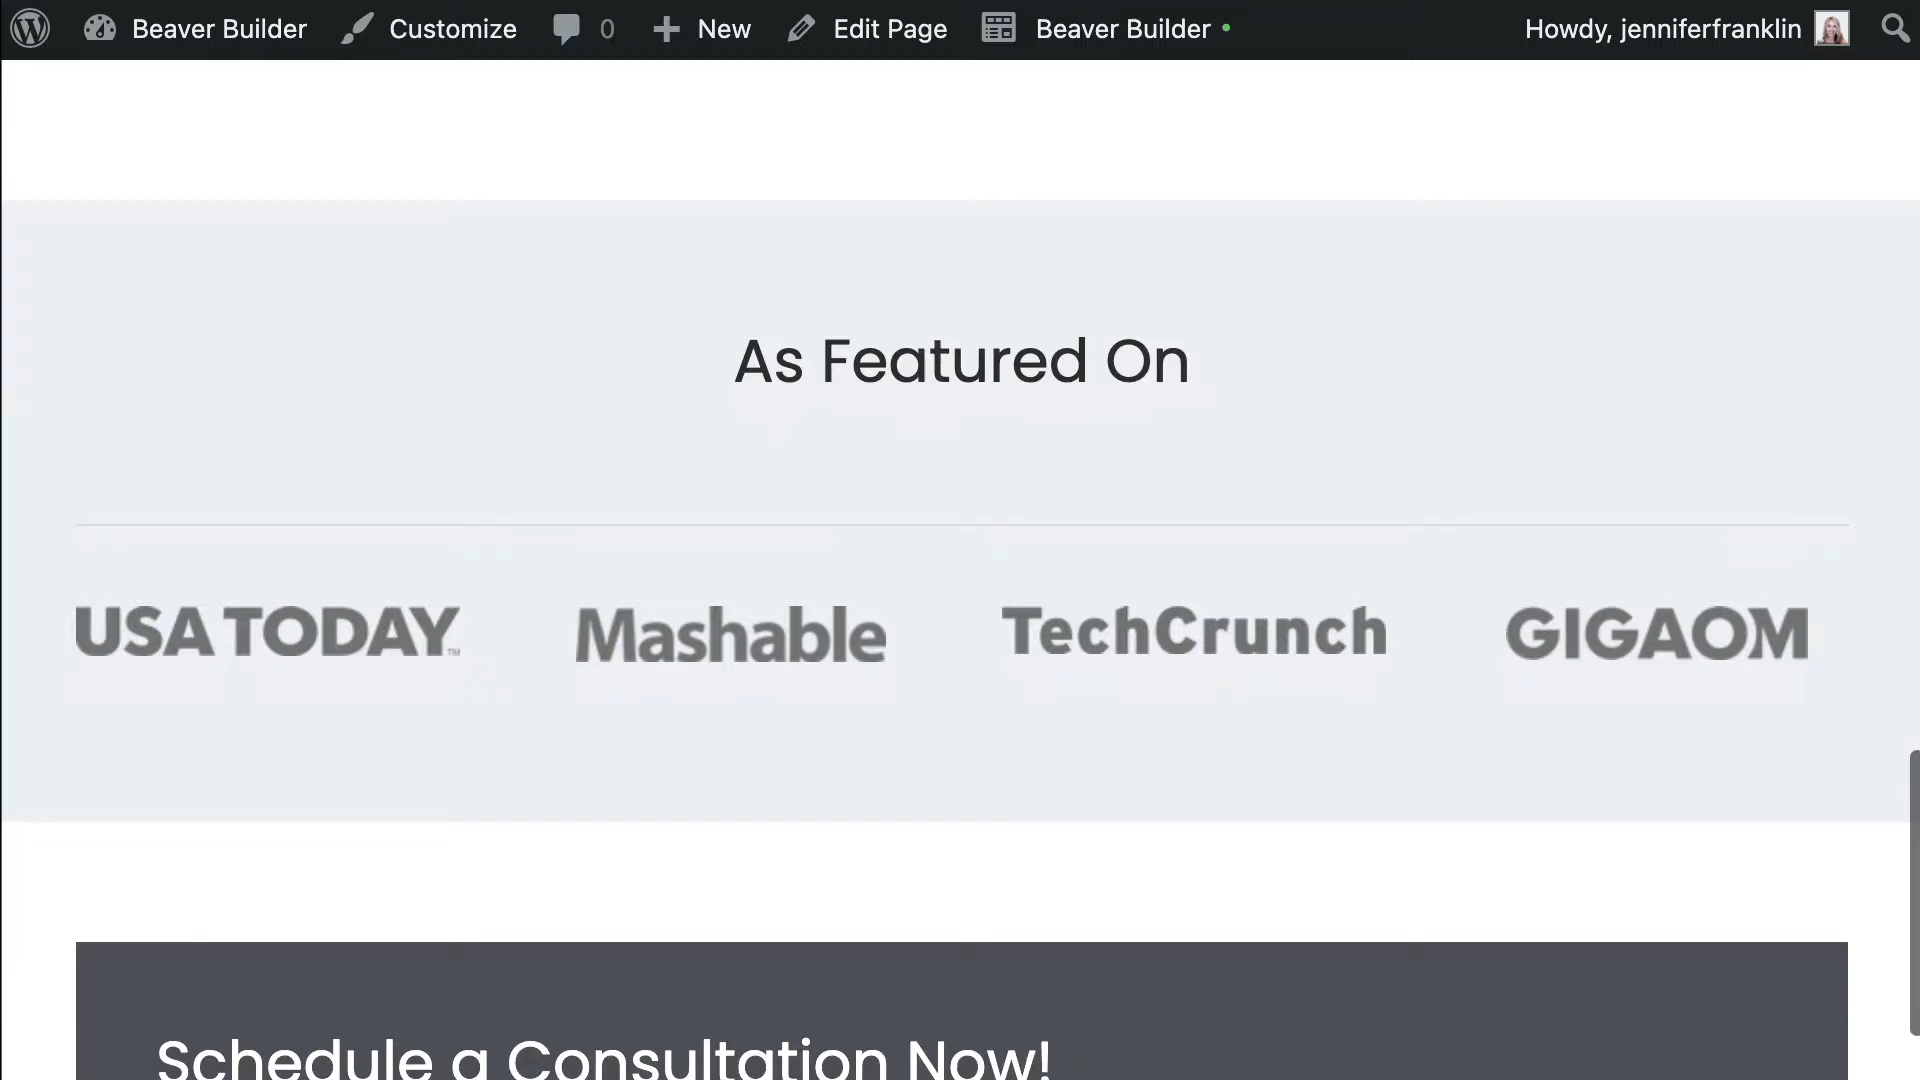 Beaver Builder Customize 0 New Edit Page Beaver Builder Howdy, jenniferfranklin
As Featured On
USA TODAY™ Mashable TechCrunch GIGAOM
Schedule a Consultation Now!